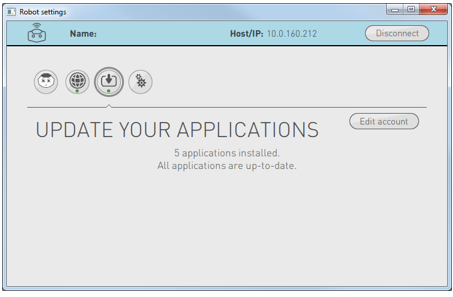 Robot settings
Name: Host/IP: 10.0.160.212 Disconnect
UPDATE YOUR APPLICATIONS
Edit account
5 applications installed.
All applications are up-to-date.